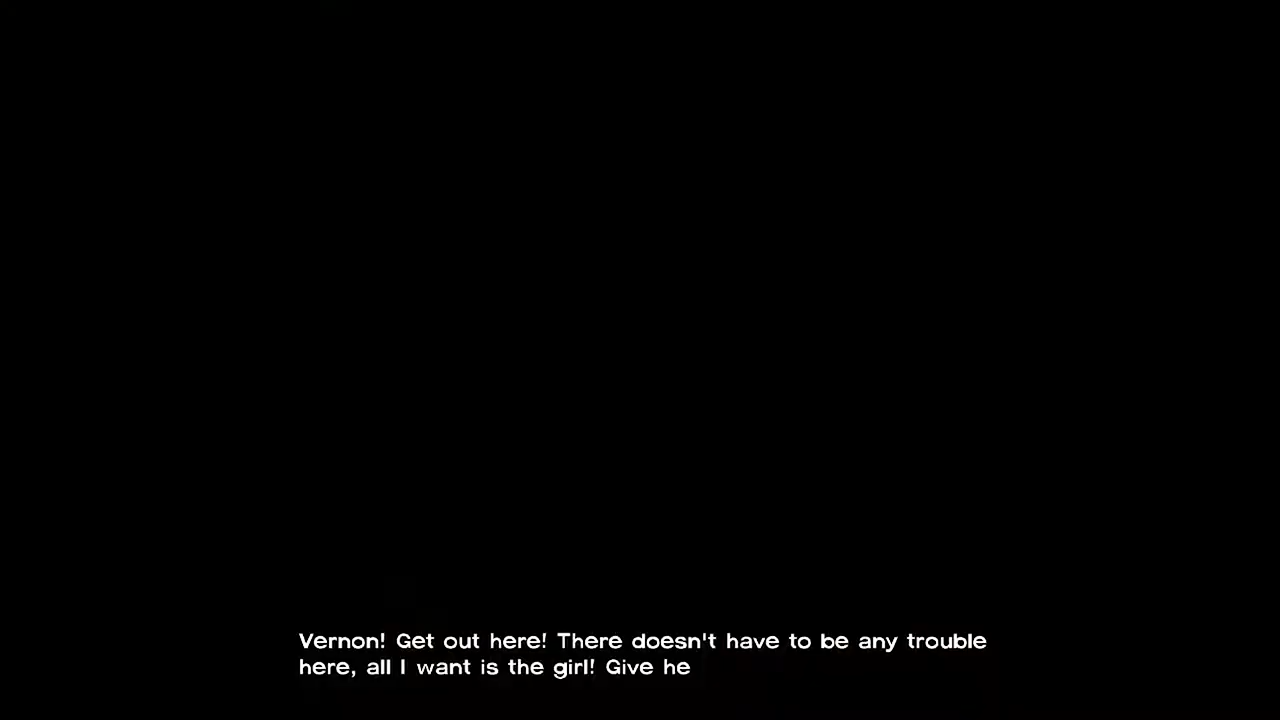 Vernon! Get out here! There doesn't have to be any trouble
here, all I want is the girl! Give he